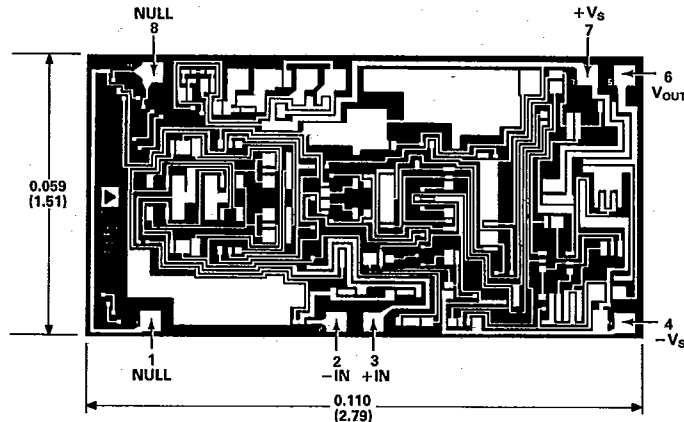 NULL
8
+VS
7
6
VOUT
0.059
(1.51)
4
−VS
1
NULL
2
−IN
3
+IN
0.110
(2.79)